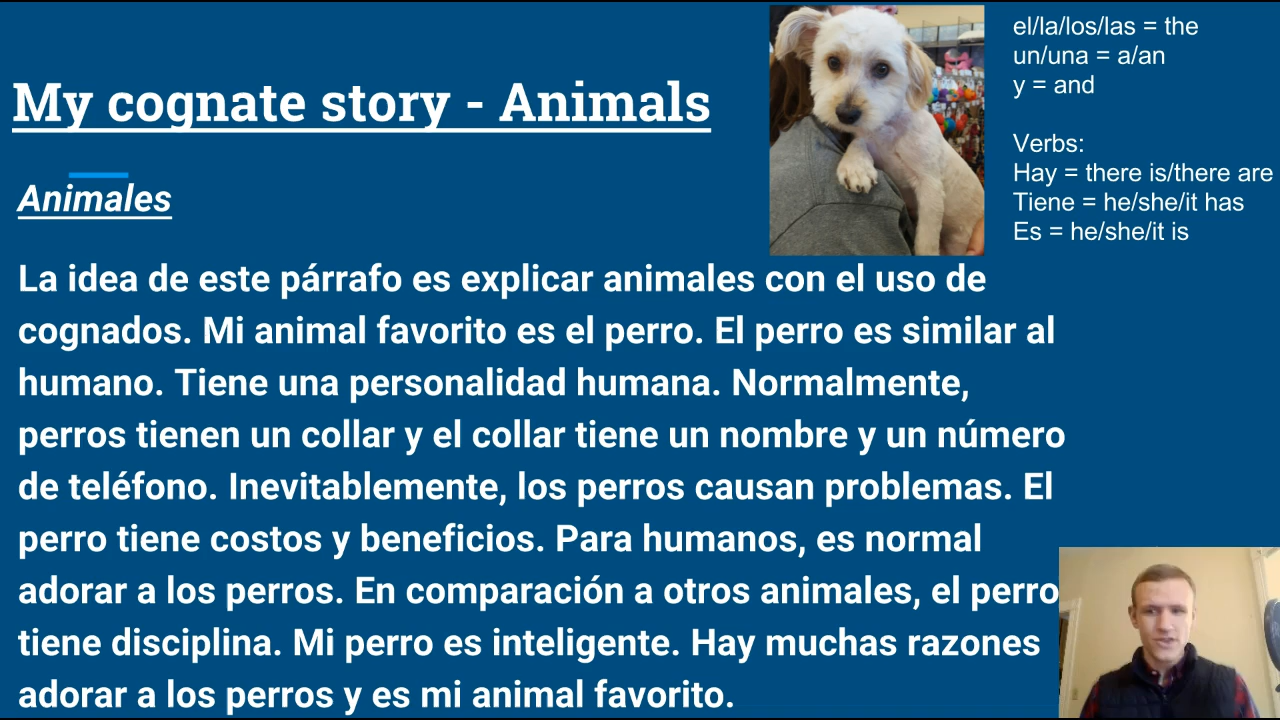 My cognate story - Animals
Animales
el/la/los/las = the
un/una = a/an
y = and
Verbs:
Hay = there is/there are
Tiene = he/she/it has
Es = he/she/it is
La idea de este párrafo es explicar animales con el uso de
cognados. Mi animal favorito es el perro. El perro es similar al
humano. Tiene una personalidad humana. Normalmente,
perros tienen un collar y el collar tiene un nombre y un número
de teléfono. Inevitablemente, los perros causan problemas. El
perro tiene costos y beneficios. Para humanos, es normal
adorar a los perros. En comparación a otros animales, el perro
tiene disciplina. Mi perro es inteligente. Hay muchas razones
adorar a los perros y es mi animal favorito.